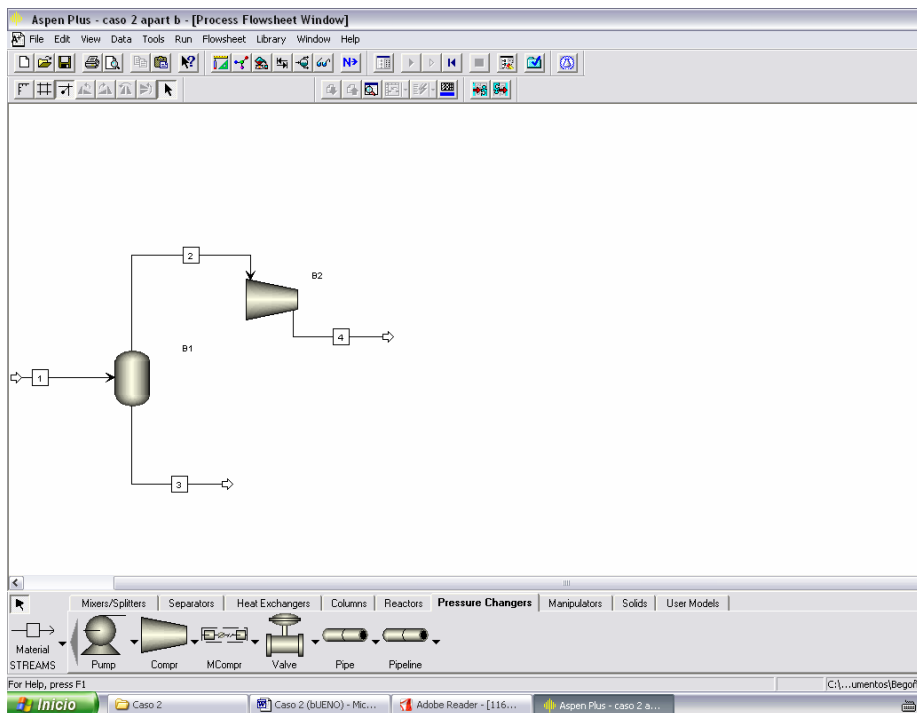 Aspen Plus - caso 2 apart b - [Process Flowsheet Window]
File Edit View Data Tools Run Flowsheet Library Window Help
N>
2
B2
4
B1
1
3
Mixers/Splitters Separators Heat Exchangers Columns Reactors Pressure Changers Manipulators Solids User Models
Material
STREAMS Pump Compr MCompr Valve Pipe Pipeline
For Help, press F1 C:\...umentos\Begoñ
Inicio Caso 2 Caso 2 (bUENO) - Mic... Adobe Reader - [116... Aspen Plus - caso 2 a...